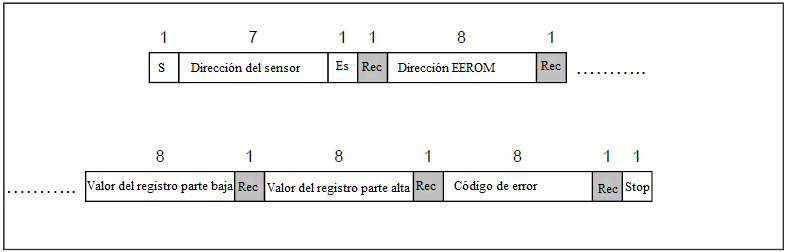 1 7 1 1 8 1
S Dirección del sensor Es Rec Dirección EEROM Rec ...........
8 1 8 1 8 1 1
........... Valor del registro parte baja Rec Valor del registro parte alta Rec Código de error Rec Stop